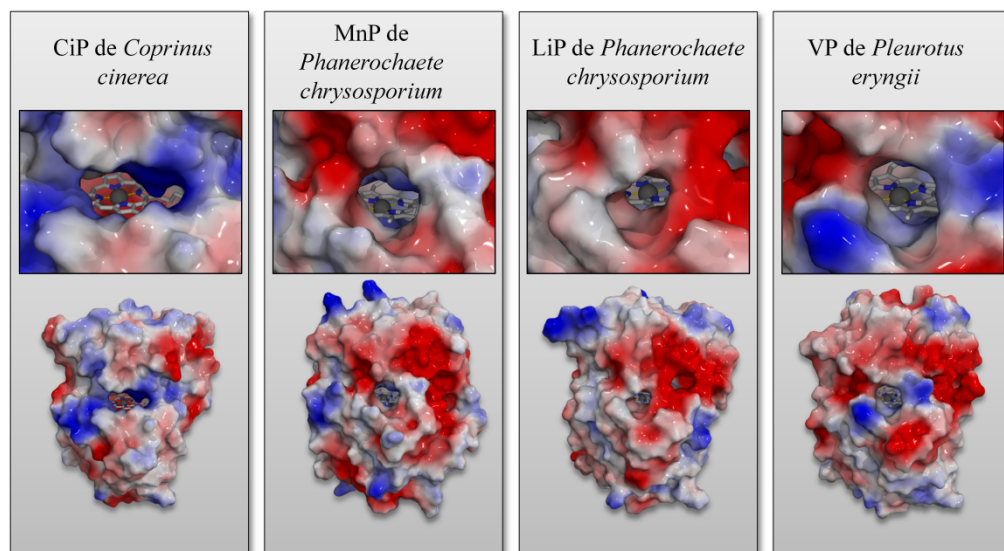 CiP de Coprinus
cinerea
MnP de
Phanerochaete
chrysosporium
LiP de Phanerochaete
chrysosporium
VP de Pleurotus
eryngii